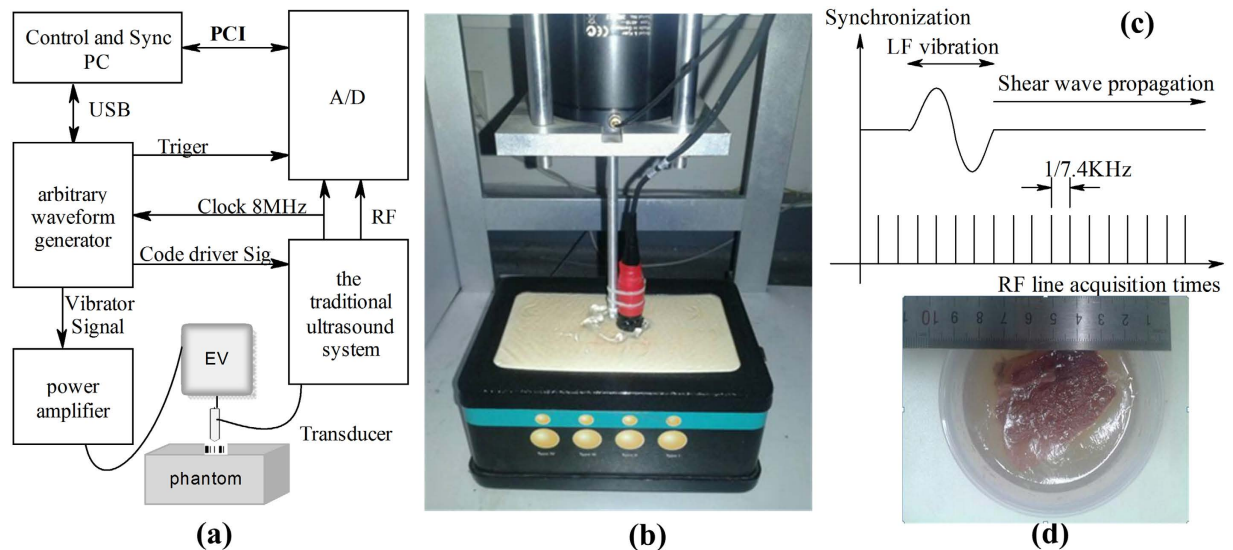 Control and Sync
PC
PCI
A/D
USB
Triger
arbitrary
waveform
generator
Clock 8MHz
RF
Code driver Sig
the
traditional
ultrasound
system
Vibrator
Signal
EV
power
amplifier
Transducer
phantom
(a)
(b)
Synchronization
(c)
LF vibration
Shear wave propagation
1/7.4KHz
RF line acquisition times
10 9 8 7 6 5 4 3 2 1
(d)